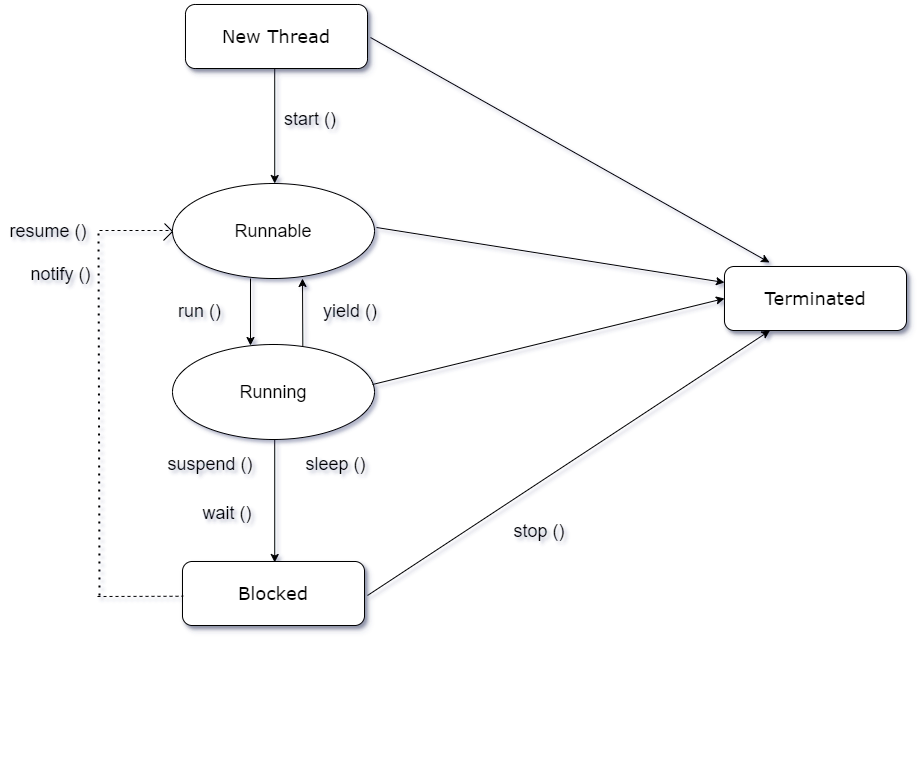 New Thread
start ()
resume ()
Runnable
notify ()
Terminated
run ()
yield ()
Running
suspend ()
sleep ()
wait ()
stop ()
Blocked